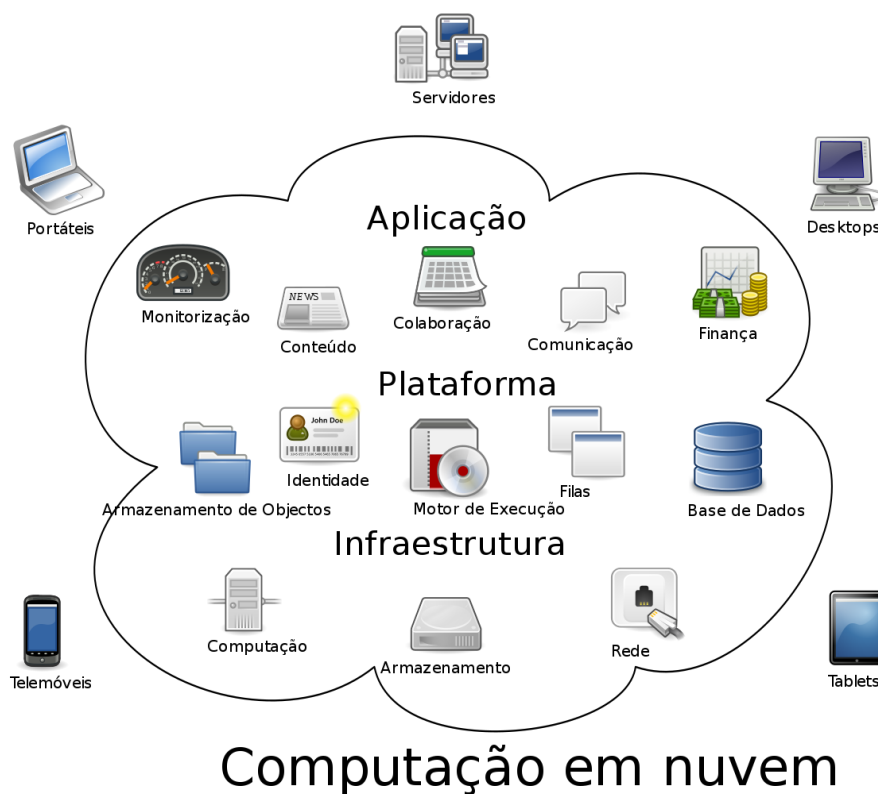 Servidores
Portáteis
Desktops
Aplicação
NEWS
Monitorização
Conteúdo
Colaboração
Comunicação
Finança
Plataforma
John Doe
Identidade
Armazenamento de Objectos
Motor de Execução
Filas
Base de Dados
Infraestrutura
Computação
Armazenamento
Rede
Telemóveis
Tablets
Computação em nuvem